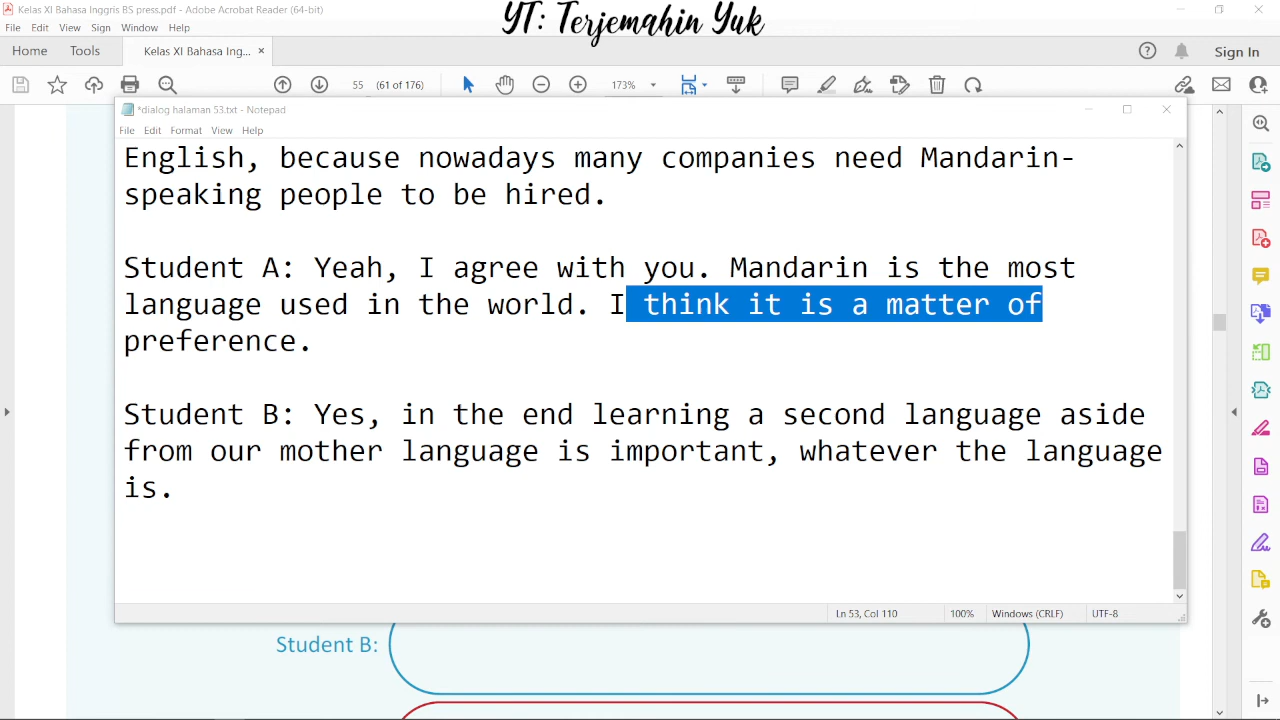 Kelas XI Bahasa Inggris BS press.pdf - Adobe Acrobat Reader (64-bit)
YT: Terjemahin Yuk
File Edit View Sign Window Help
Home Tools Kelas XI Bahasa Ing... × Sign In
55 (61 of 176) 173%
*dialog halaman 53.txt - Notepad
File Edit Format View Help
English, because nowadays many companies need Mandarin-
speaking people to be hired.
Student A: Yeah, I agree with you. Mandarin is the most
language used in the world. I think it is a matter of
preference.
Student B: Yes, in the end learning a second language aside
from our mother language is important, whatever the language
is.
Ln 53, Col 110 100% Windows (CRLF) UTF-8
Student B: